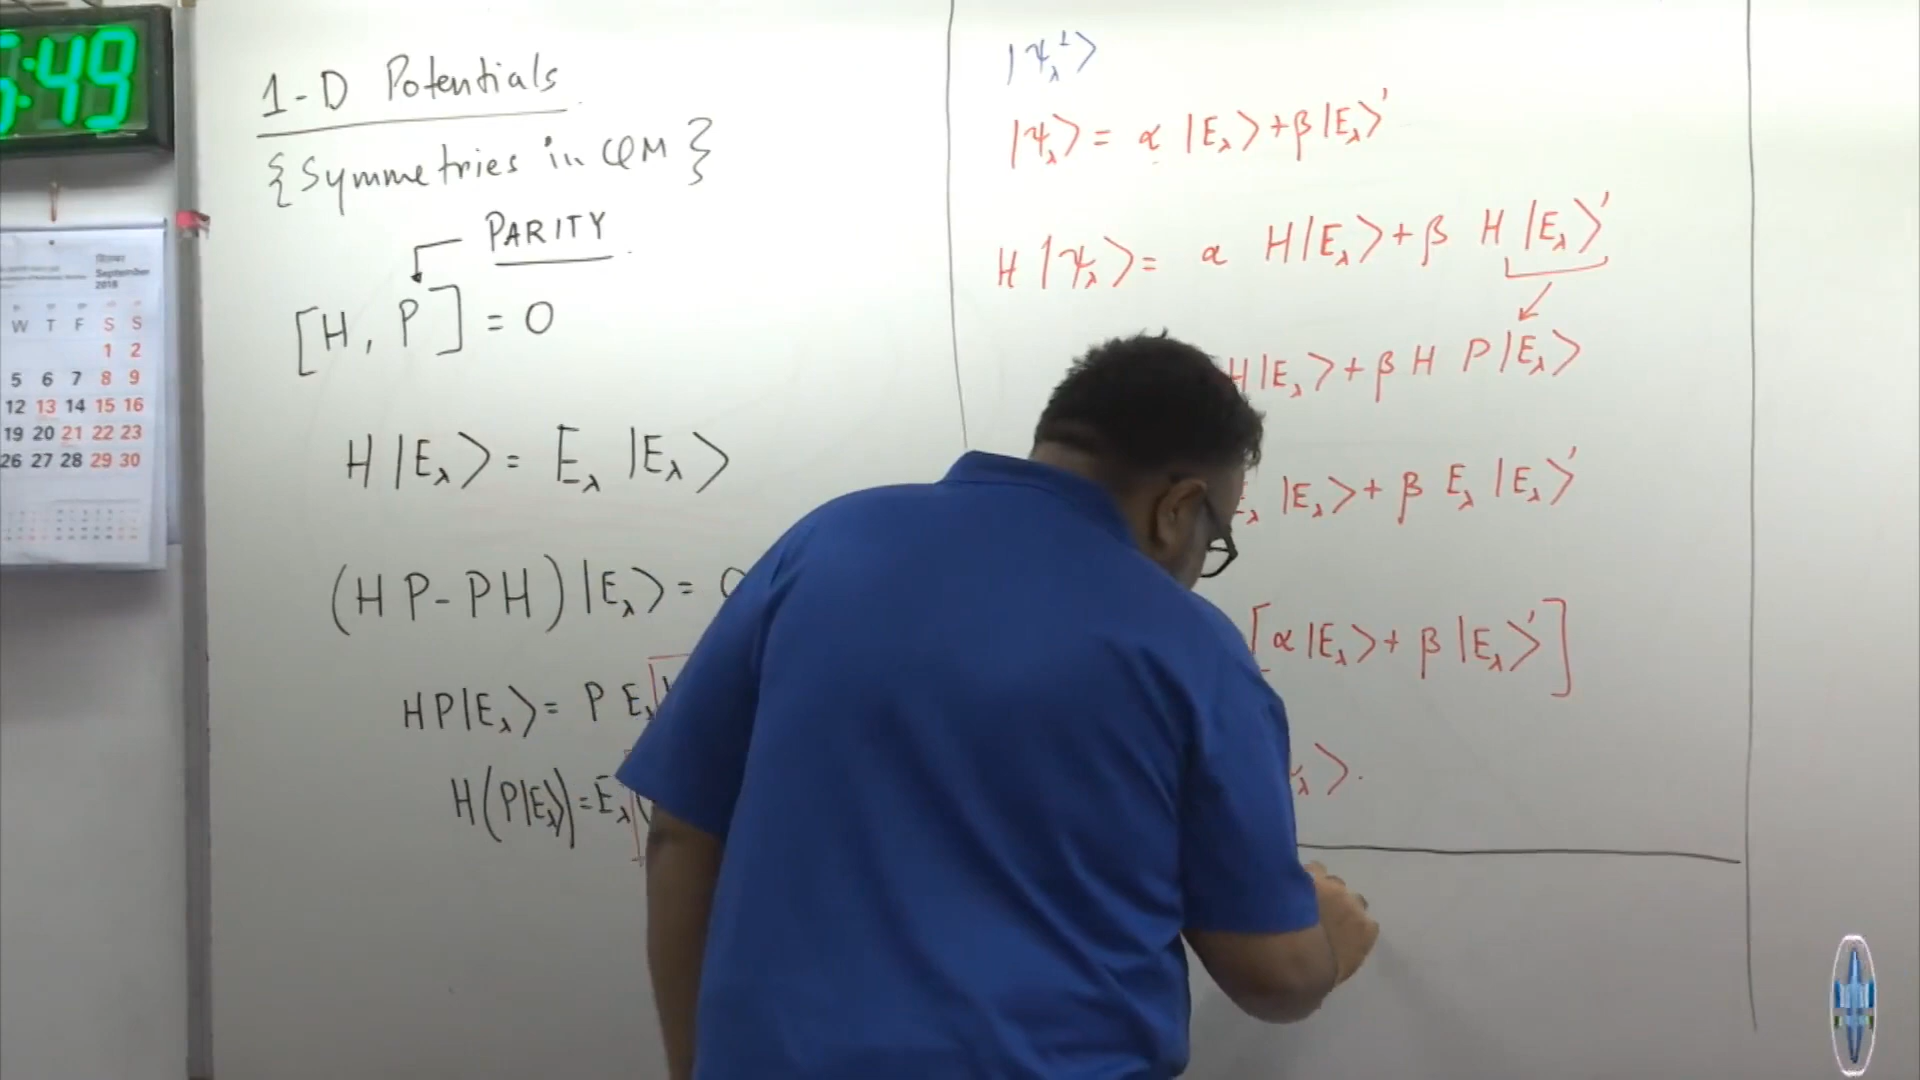 :49
1-D Potentials
{Symmetries in QM}
PARITY
[H, P] = 0
H |E_λ⟩ = E_λ |E_λ⟩
(HP-PH) |E_λ⟩ =
HP|E_λ⟩ = P E_λ
H(P|E_λ⟩) = E_λ
|ψ_λ^±⟩
|ψ_λ⟩ = α |E_λ⟩ + β |E_λ⟩'
H |ψ_λ⟩ = α H|E_λ⟩ + β H |E_λ⟩'
H|E_λ⟩ + β H P|E_λ⟩
|E_λ⟩ + β E_λ |E_λ⟩'
[α|E_λ⟩ + β |E_λ⟩']
⟩.
September
2018
W T F S S
1 2
5 6 7 8 9
12 13 14 15 16
19 20 21 22 23
26 27 28 29 30